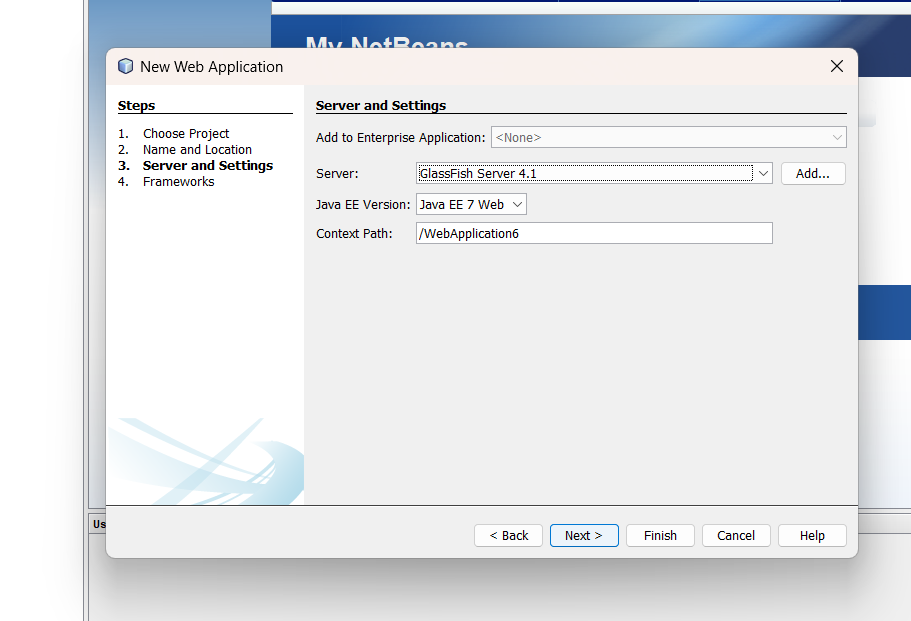 My NetBeans
New Web Application
Steps
1. Choose Project
2. Name and Location
3. Server and Settings
4. Frameworks
Server and Settings
Add to Enterprise Application: <None>
Server: GlassFish Server 4.1 Add...
Java EE Version: Java EE 7 Web
Context Path: /WebApplication6
Us
< Back Next > Finish Cancel Help